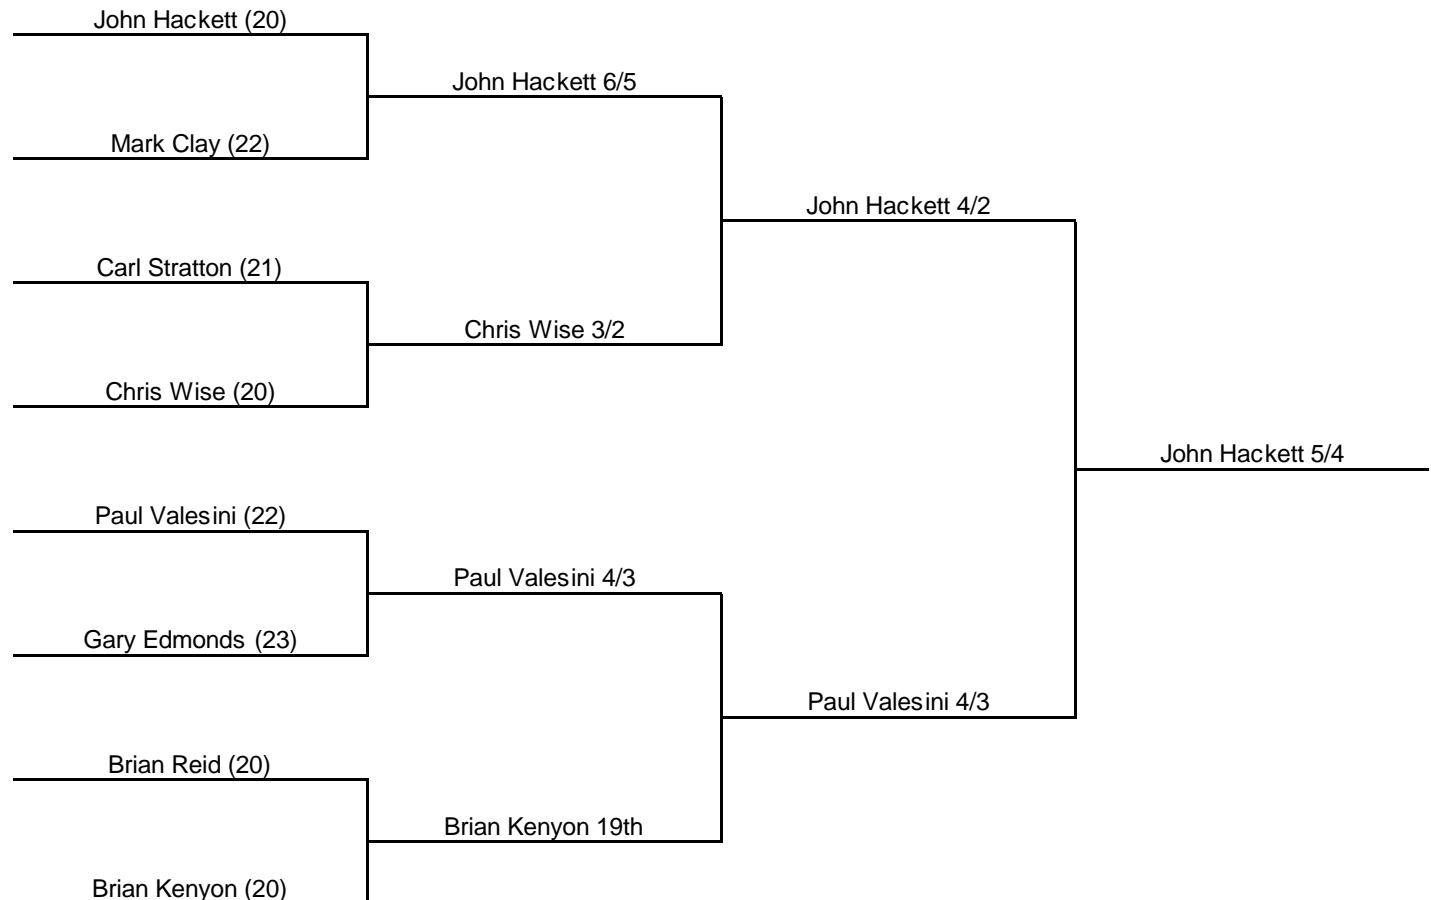 John Hackett (20)
John Hackett 6/5
Mark Clay (22)
John Hackett 4/2
Carl Stratton (21)
Chris Wise 3/2
Chris Wise (20)
John Hackett 5/4
Paul Valesini (22)
Paul Valesini 4/3
Gary Edmonds (23)
Paul Valesini 4/3
Brian Reid (20)
Brian Kenyon 19th
Brian Kenyon (20)